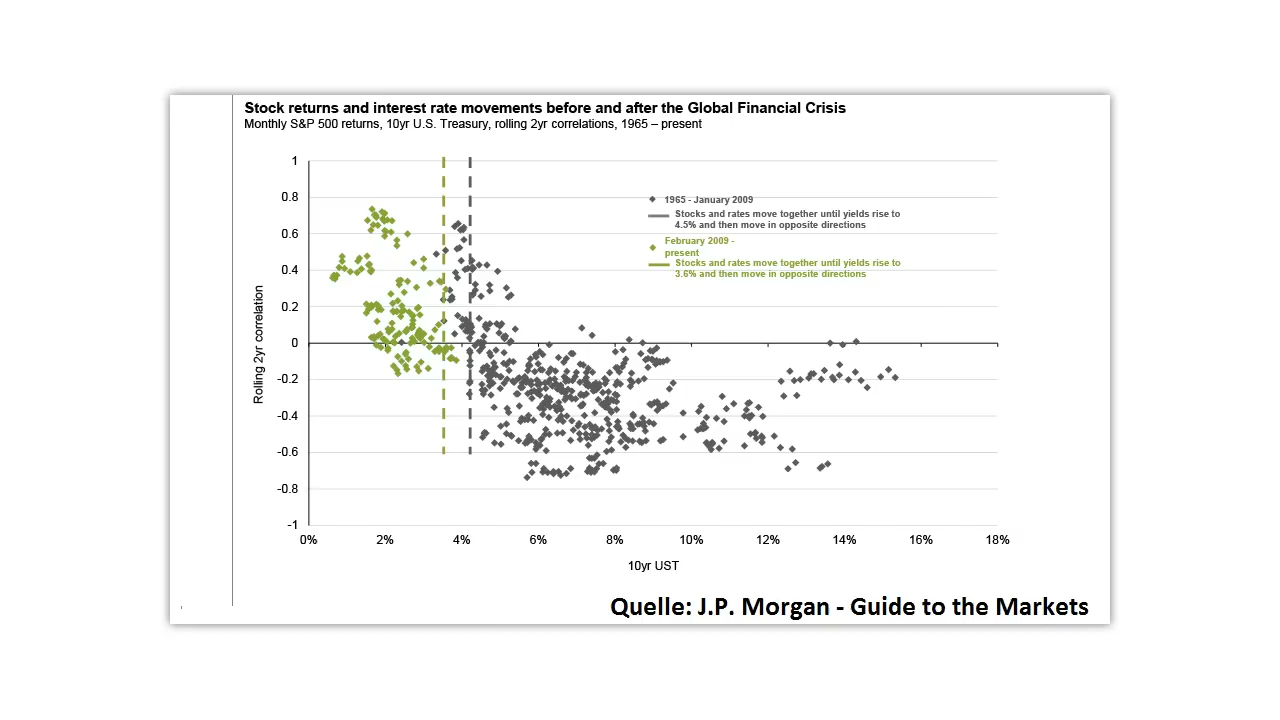 Stock returns and interest rate movements before and after the Global Financial Crisis
Monthly S&P 500 returns, 10yr U.S. Treasury, rolling 2yr correlations, 1965 – present
1
0.8
0.6
0.4
0.2
0
-0.2
-0.4
-0.6
-0.8
-1
Rolling 2yr correlation
1965 - January 2009
Stocks and rates move together until yields rise to
4.5% and then move in opposite directions
February 2009 -
present
Stocks and rates move together until yields rise to
3.6% and then move in opposite directions
0% 2% 4% 6% 8% 10% 12% 14% 16% 18%
10yr UST
Quelle: J.P. Morgan - Guide to the Markets